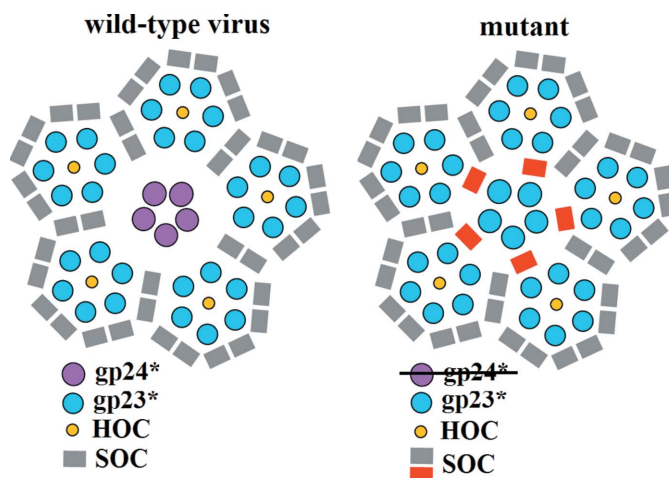 wild-type virus
mutant
gp24*
gp23*
HOC
SOC
gp24*
gp23*
HOC
SOC